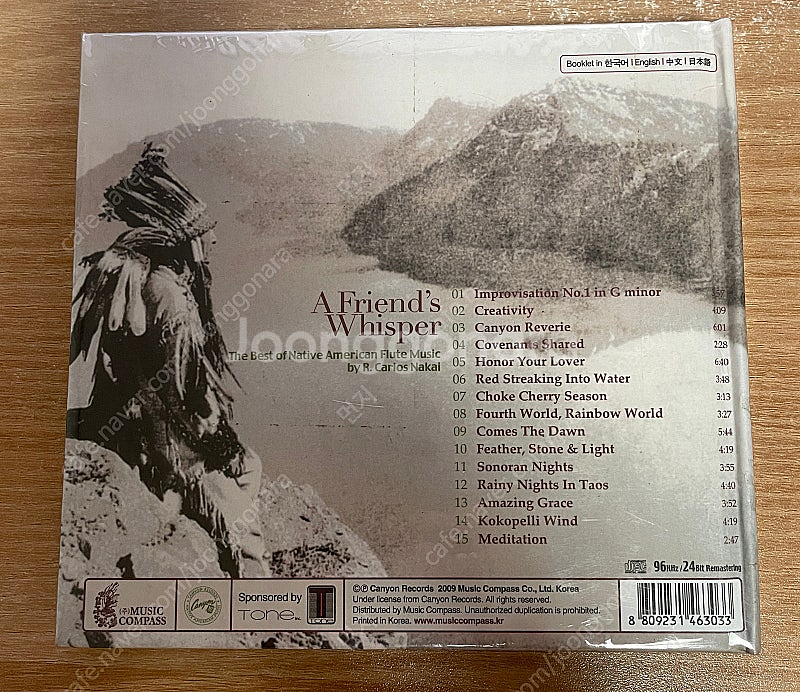 Booklet in 한국어 | English | 中文 | 日本語
A Friend's
Whisper
The Best of Native American Flute Music
by R. Carlos Nakai
01 Improvisation No.1 in G minor
02 Creativity 4:09
03 Canyon Reverie 6:01
04 Covenants Shared 2:28
05 Honor Your Lover 6:40
06 Red Streaking Into Water 3:48
07 Choke Cherry Season 3:13
08 Fourth World, Rainbow World 3:27
09 Comes The Dawn 5:44
10 Feather, Stone & Light 4:19
11 Sonoran Nights 3:55
12 Rainy Nights In Taos 4:40
13 Amazing Grace 3:52
14 Kokopelli Wind 4:19
15 Meditation 2:47
96KHz/24Bit Remastering
(주)MUSIC
COMPASS
Canyon
Sponsored by
TONE
©℗ Canyon Records 2009 Music Compass Co., Ltd. Korea
Under license from Canyon Records. All rights reserved.
Distributed by Music Compass. Unauthorized duplication is prohibited.
Printed in Korea. www.musiccompass.kr
8 809231 463033
Joonggonara
cafe.naver.com/joonggonara